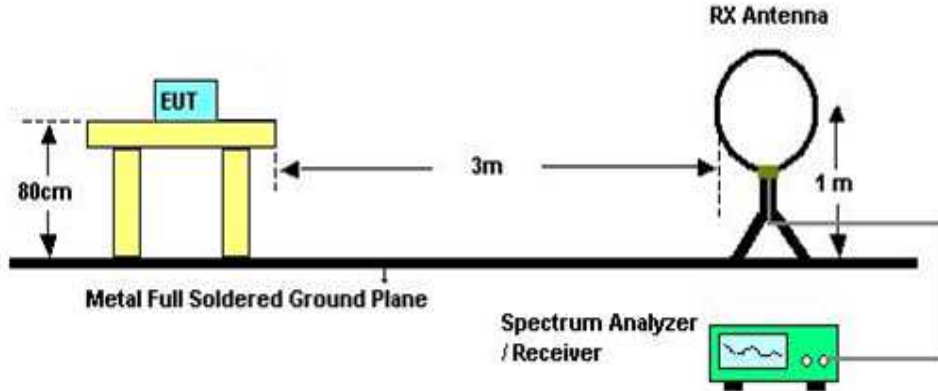 RX Antenna
EUT
3m
80cm
1 m
Metal Full Soldered Ground Plane
Spectrum Analyzer
/ Receiver